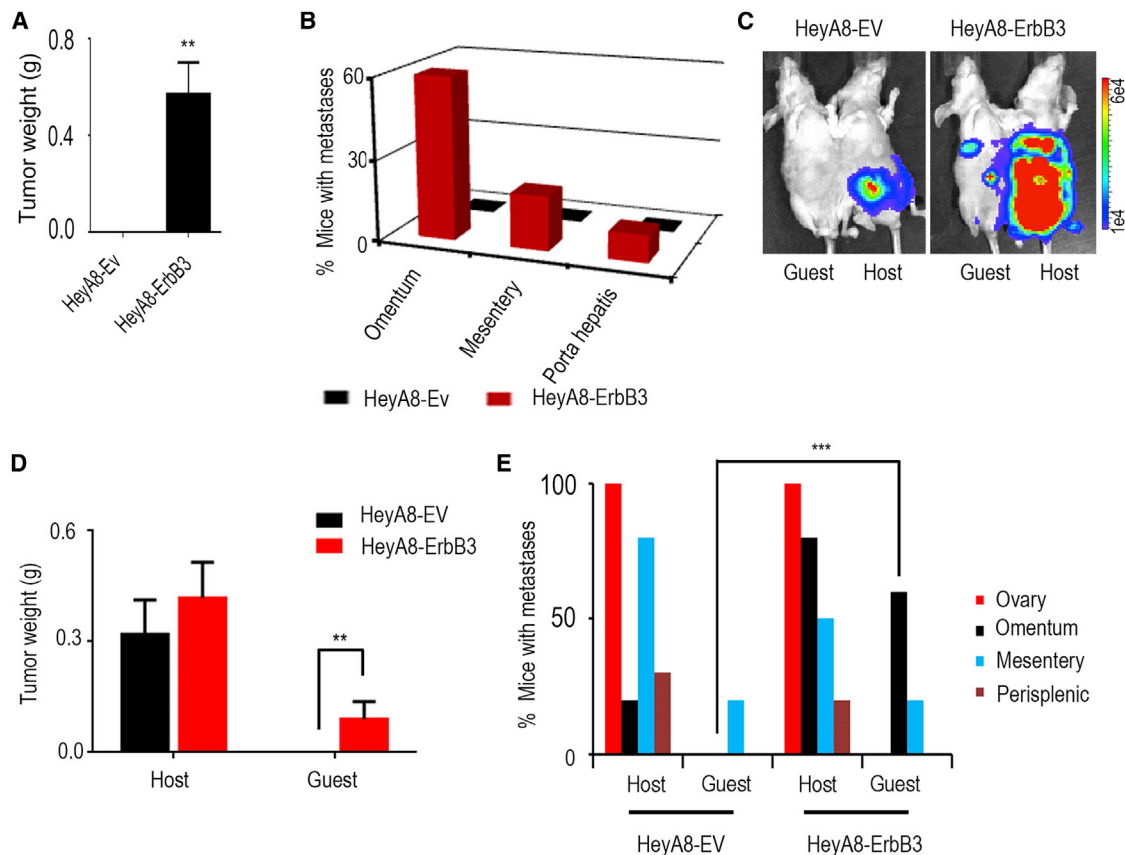 A
Tumor weight (g)
0.8
0.4
0.0
**
HeyA8-Ev
HeyA8-ErbB3
B
% Mice with metastases
60
30
0
Omentum
Mesentery
Porta hepatis
HeyA8-Ev
HeyA8-ErbB3
C
HeyA8-EV
HeyA8-ErbB3
6e4
1e4
Guest
Host
Guest
Host
D
Tumor weight (g)
0.6
0.3
0.0
HeyA8-EV
HeyA8-ErbB3
**
Host
Guest
E
% Mice with metastases
100
50
0
***
Ovary
Omentum
Mesentery
Perisplenic
Host
Guest
Host
Guest
HeyA8-EV
HeyA8-ErbB3